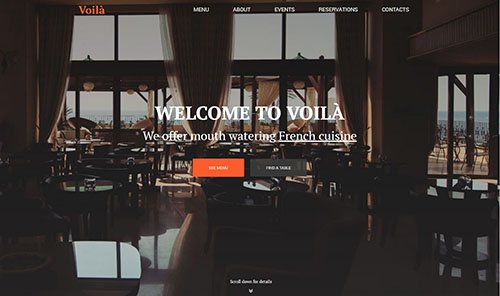 Voilà
MENU ABOUT EVENTS RESERVATIONS CONTACTS
WELCOME TO VOILÀ
We offer mouth watering French cuisine
SEE MENU FIND A TABLE
Scroll down for details